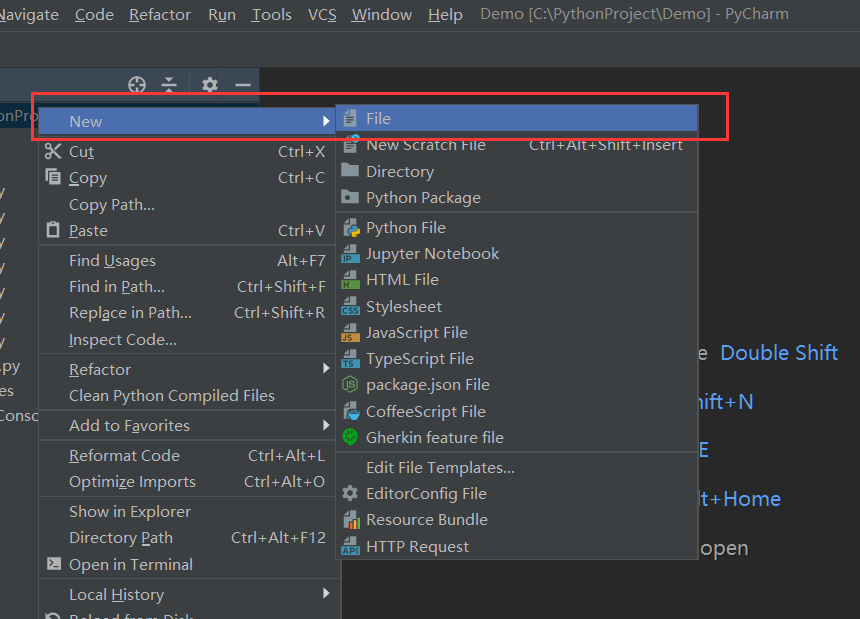 Navigate Code Refactor Run Tools VCS Window Help Demo [C:\PythonProject\Demo] - PyCharm
onPro
New
File
New Scratch File Ctrl+Alt+Shift+Insert
Cut Ctrl+X
Directory
Copy Ctrl+C
Python Package
Copy Path...
Paste Ctrl+V
Python File
Find Usages Alt+F7
Jupyter Notebook
Find in Path... Ctrl+Shift+F
HTML File
Replace in Path... Ctrl+Shift+R
Stylesheet
Inspect Code...
JavaScript File
TypeScript File
e Double Shift
.py
Refactor
package.json File
es
Clean Python Compiled Files
CoffeeScript File
ift+N
Consc
Add to Favorites
Gherkin feature file
E
Reformat Code Ctrl+Alt+L
Edit File Templates...
Optimize Imports Ctrl+Alt+O
EditorConfig File
lt+Home
Show in Explorer
Resource Bundle
Directory Path Ctrl+Alt+F12
HTTP Request
open
Open in Terminal
Local History
Reload from Disk